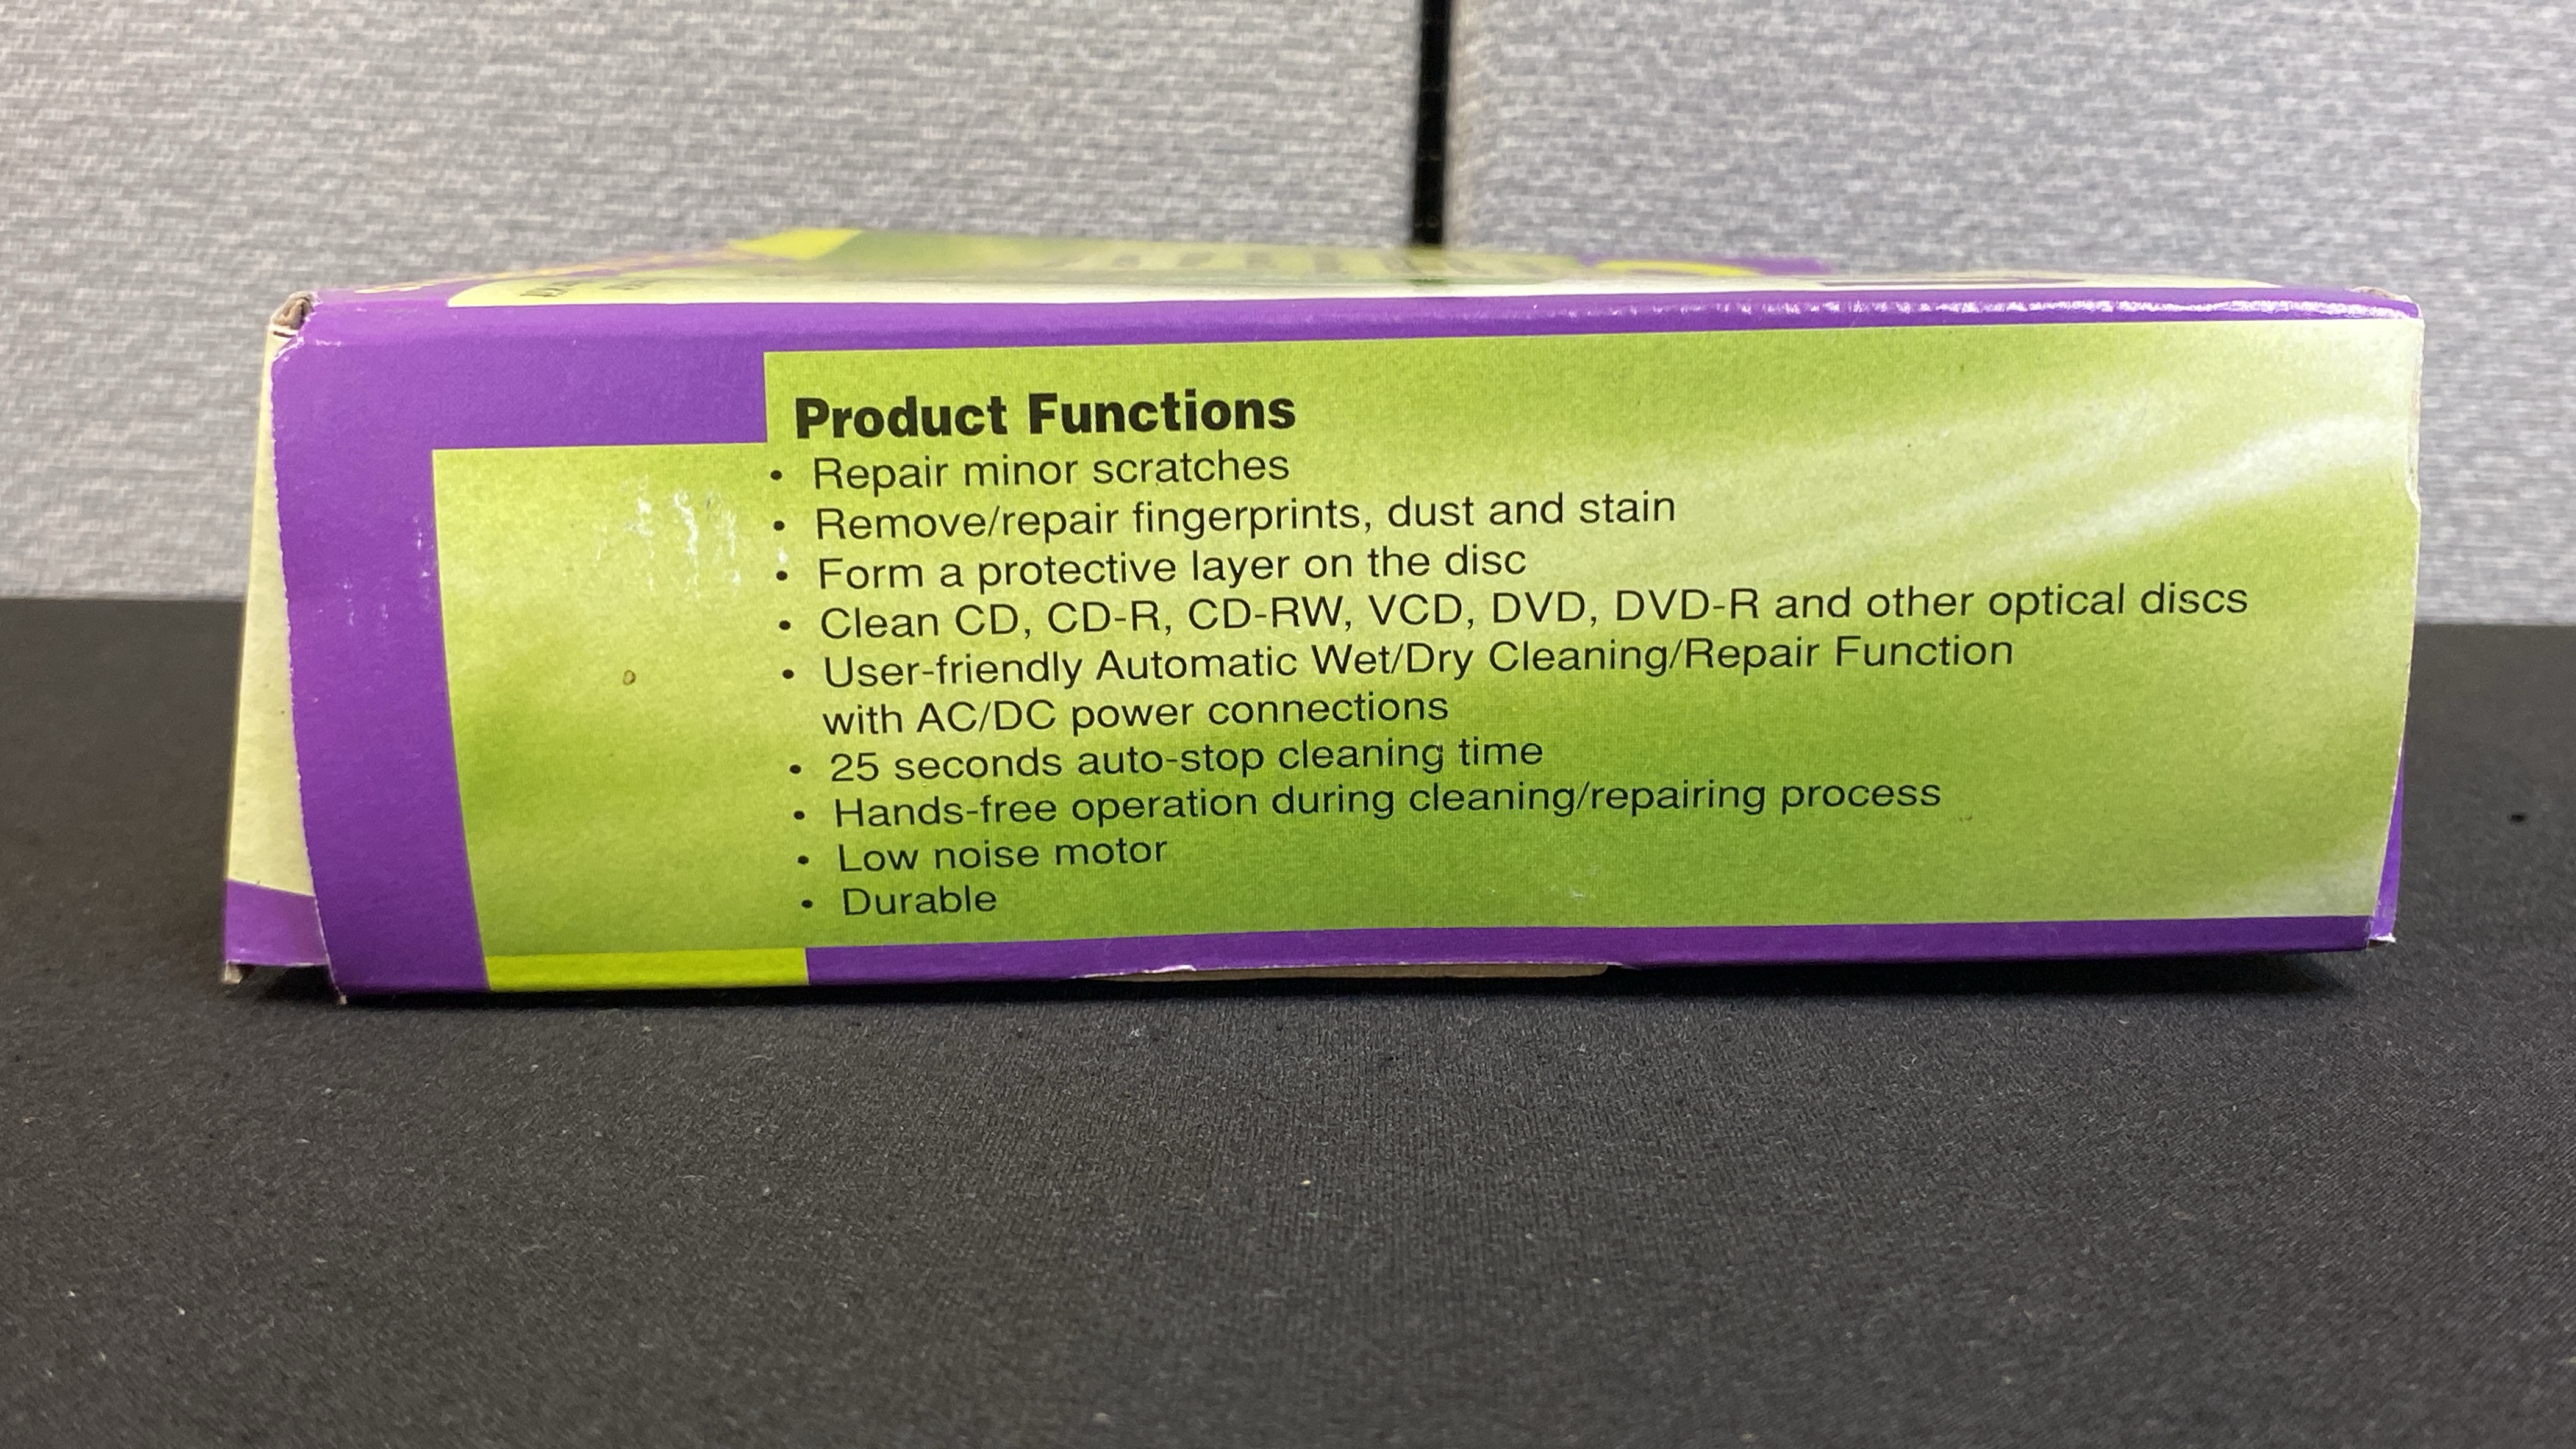 Product Functions
• Repair minor scratches
• Remove/repair fingerprints, dust and stain
• Form a protective layer on the disc
• Clean CD, CD-R, CD-RW, VCD, DVD, DVD-R and other optical discs
• User-friendly Automatic Wet/Dry Cleaning/Repair Function
with AC/DC power connections
• 25 seconds auto-stop cleaning time
• Hands-free operation during cleaning/repairing process
• Low noise motor
• Durable